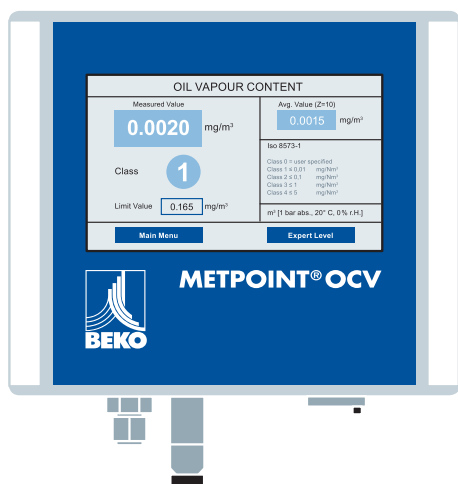 OIL VAPOUR CONTENT
Measured Value
0.0020 mg/m³
Class 1
Limit Value 0.165 mg/m³
Avg. Value (Z=10)
0.0015 mg/m³
Iso 8573-1
Class 0 = user specified
Class 1 ≤ 0,01 mg/Nm³
Class 2 ≤ 0,1 mg/Nm³
Class 3 ≤ 1 mg/Nm³
Class 4 ≤ 5 mg/Nm³
m³ [1 bar abs., 20° C, 0% r.H.]
Main Menu
Expert Level
METPOINT® OCV
BEKO